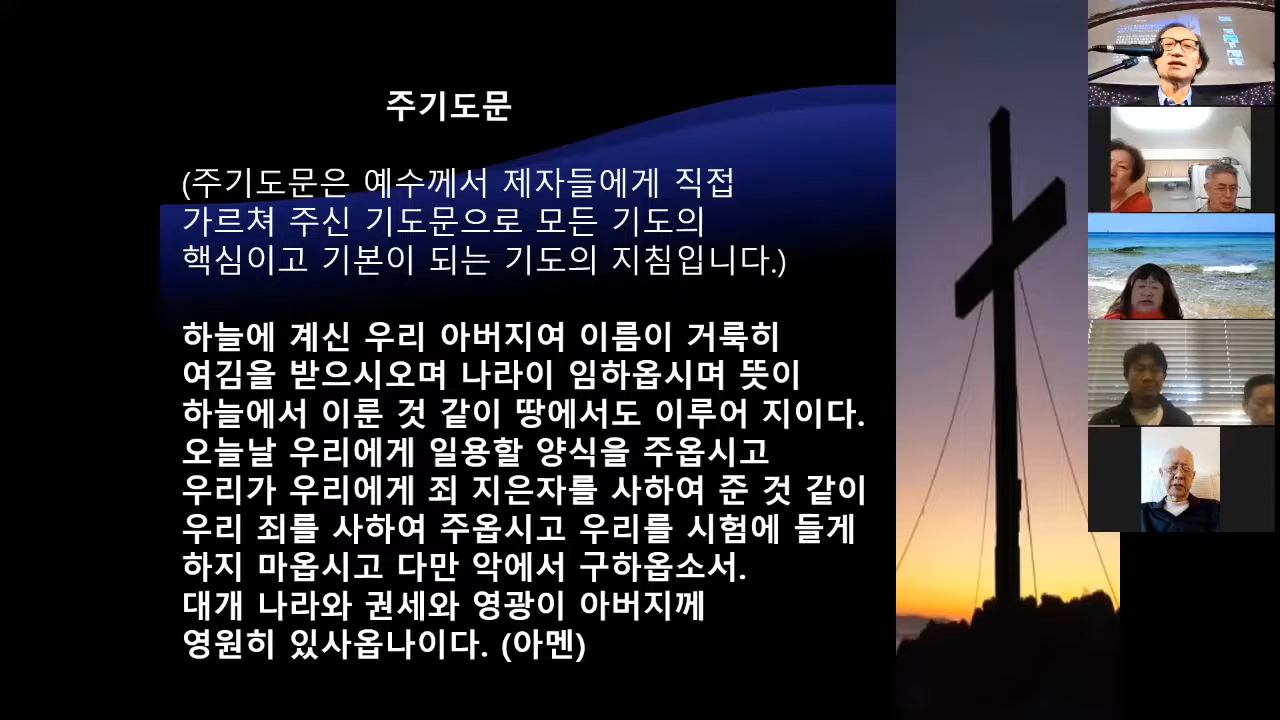 주기도문
(주기도문은 예수께서 제자들에게 직접
가르쳐 주신 기도문으로 모든 기도의
핵심이고 기본이 되는 기도의 지침입니다.)
하늘에 계신 우리 아버지여 이름이 거룩히
여김을 받으시오며 나라이 임하옵시며 뜻이
하늘에서 이룬 것 같이 땅에서도 이루어 지이다.
오늘날 우리에게 일용할 양식을 주옵시고
우리가 우리에게 죄 지은자를 사하여 준 것 같이
우리 죄를 사하여 주옵시고 우리를 시험에 들게
하지 마옵시고 다만 악에서 구하옵소서.
대개 나라와 권세와 영광이 아버지께
영원히 있사옵나이다. (아멘)